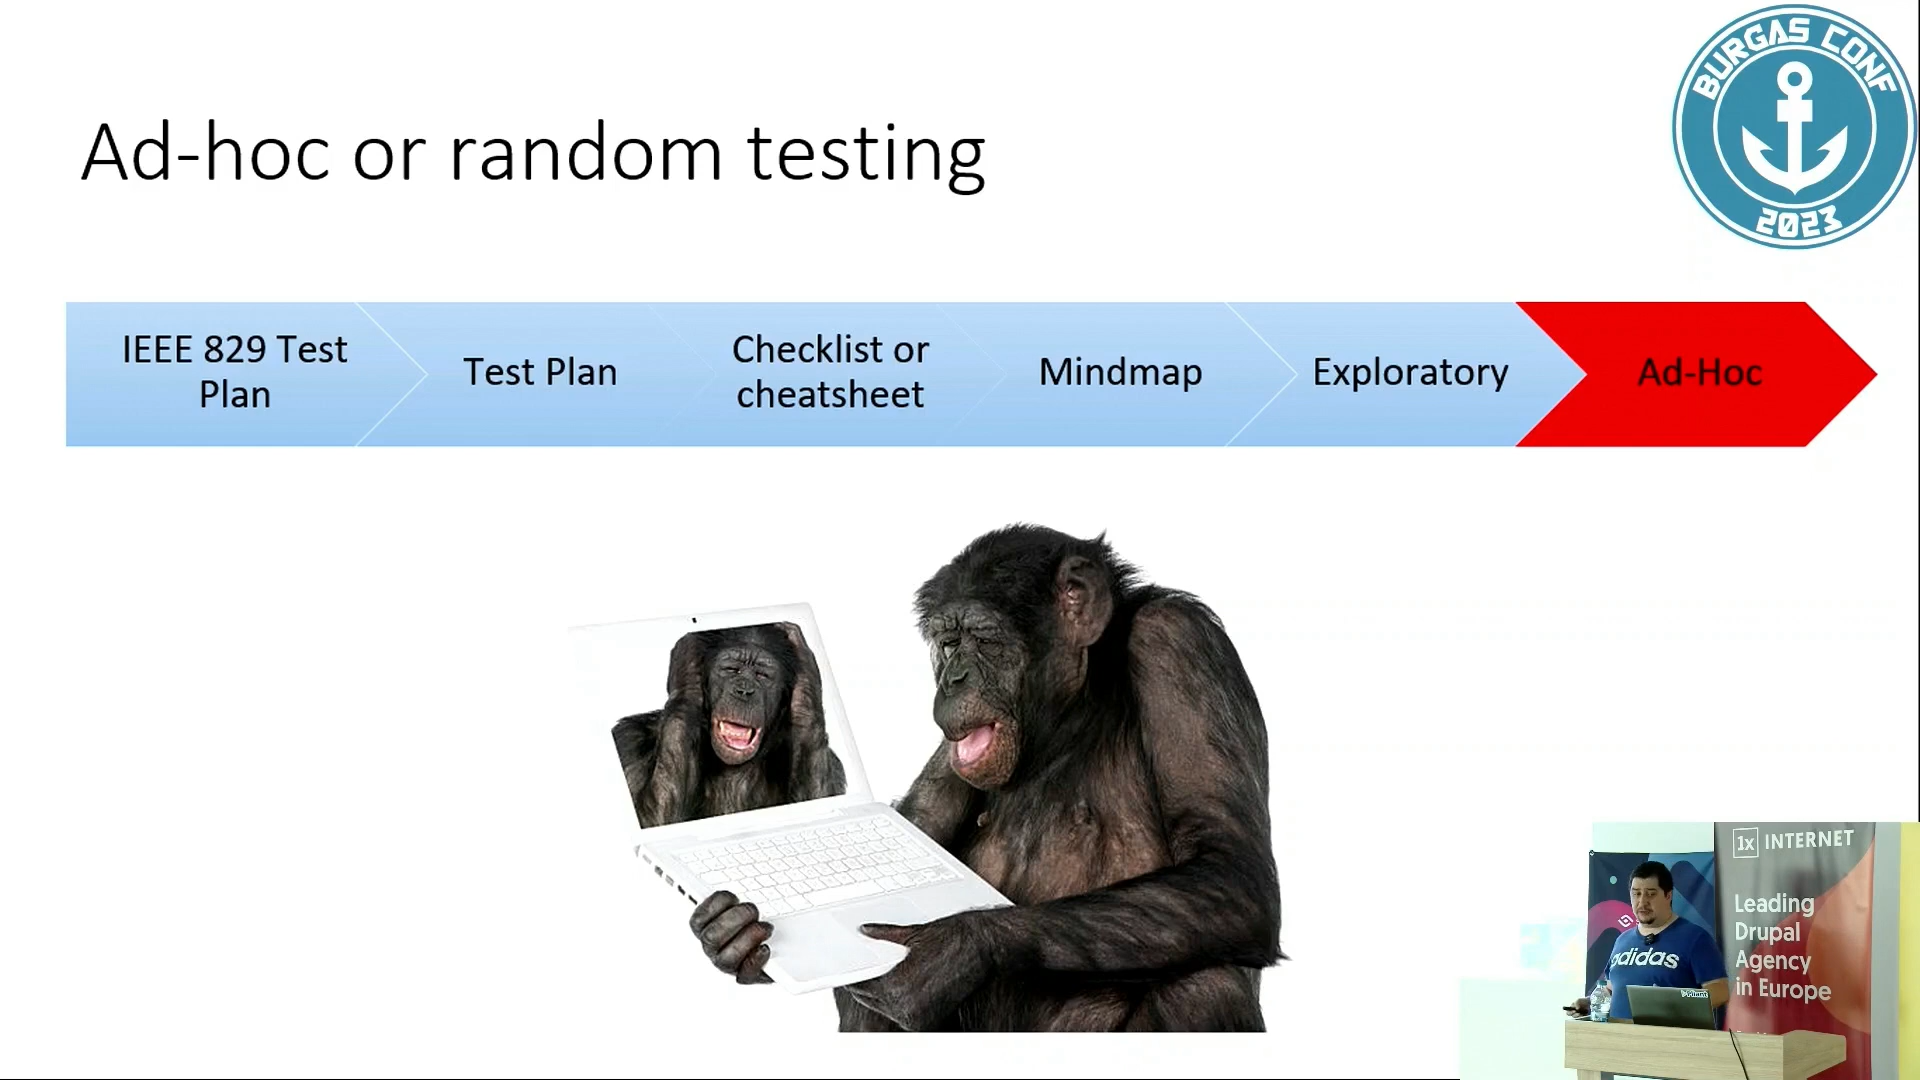 BURGAS CONF
2023
Ad-hoc or random testing
IEEE 829 Test
Plan
Test Plan
Checklist or
cheatsheet
Mindmap
Exploratory
Ad-Hoc
1x INTERNET
Leading
Drupal
Agency
in Europe
adidas